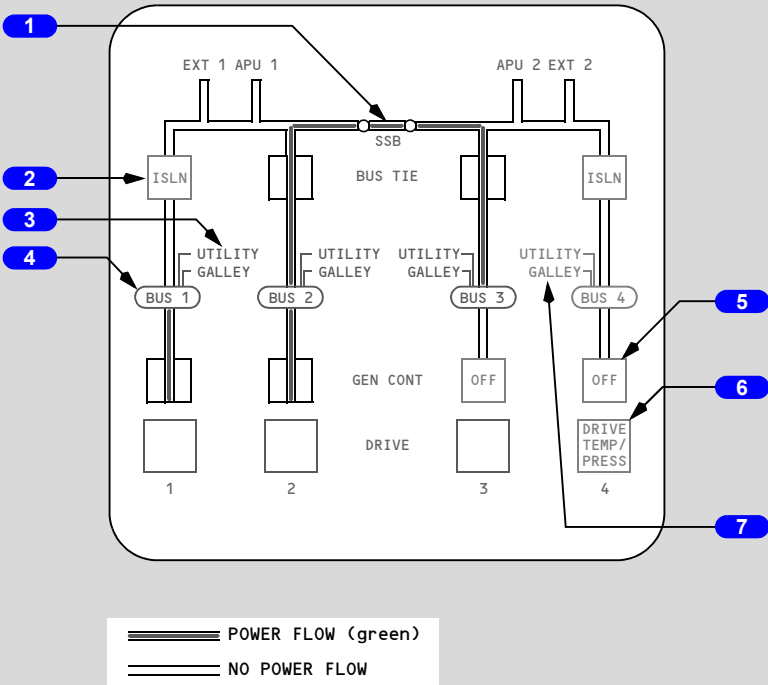 1
EXT 1 APU 1
APU 2 EXT 2
SSB
2
ISLN
BUS TIE
ISLN
3
UTILITY
GALLEY
UTILITY
GALLEY
UTILITY
GALLEY
UTILITY
GALLEY
4
BUS 1
BUS 2
BUS 3
BUS 4
5
GEN CONT
OFF
OFF
6
DRIVE
DRIVE
TEMP/
PRESS
1
2
3
4
7
POWER FLOW (green)
NO POWER FLOW